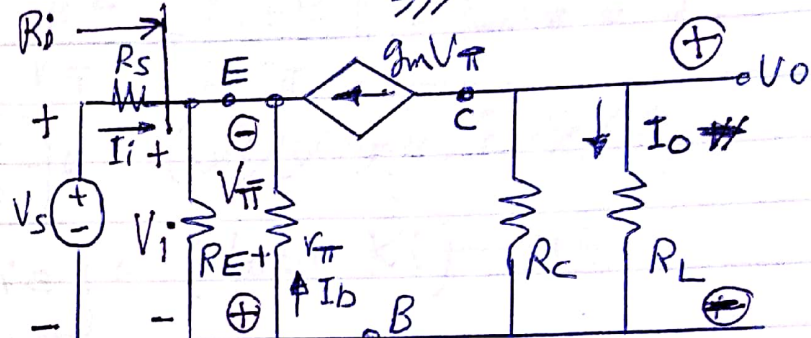 Ri
Rs
E
gmVπ
+
VO
+
Ii +
−
C
Io
Vπ
Vs
+
−
Vi
RE
+
rπ
Ib
RC
RL
−
−
+
B